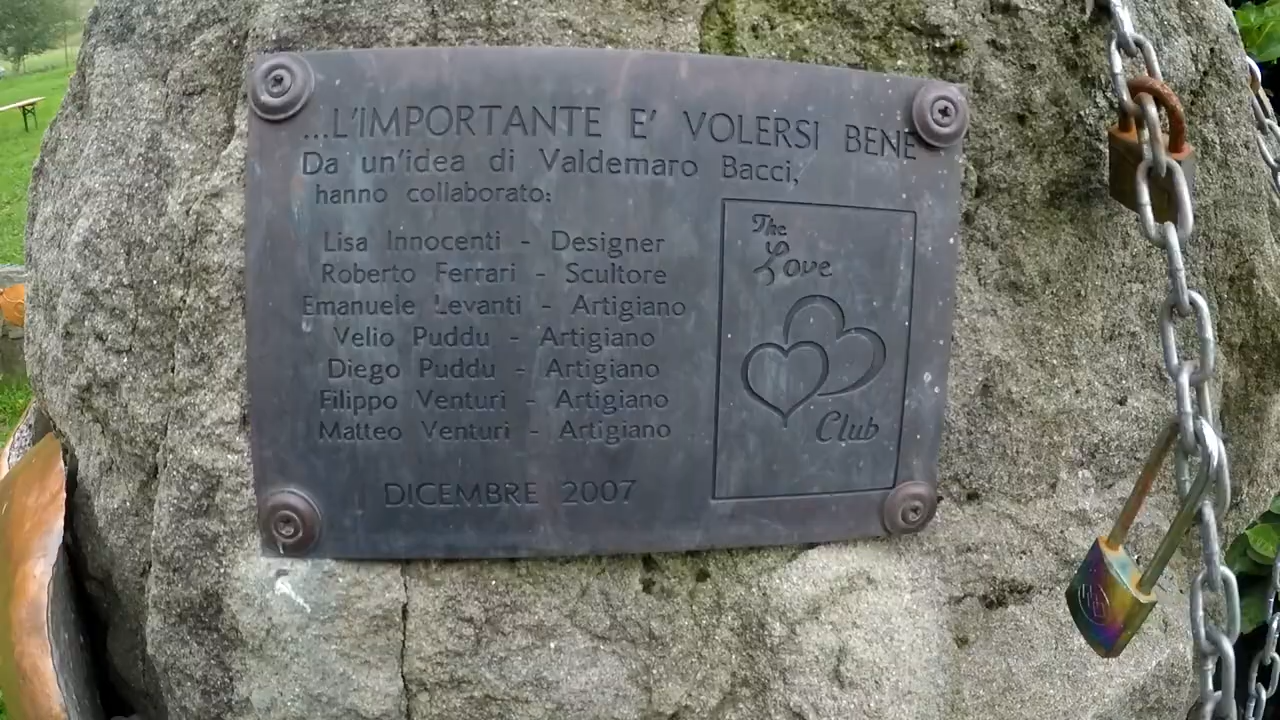 ...L'IMPORTANTE E' VOLERSI BENE
Da un'idea di Valdemaro Bacci,
hanno collaborato:
Lisa Innocenti - Designer
Roberto Ferrari - Scultore
Emanuele Levanti - Artigiano
Velio Puddu - Artigiano
Diego Puddu - Artigiano
Filippo Venturi - Artigiano
Matteo Venturi - Artigiano
DICEMBRE 2007
The
Love
Club